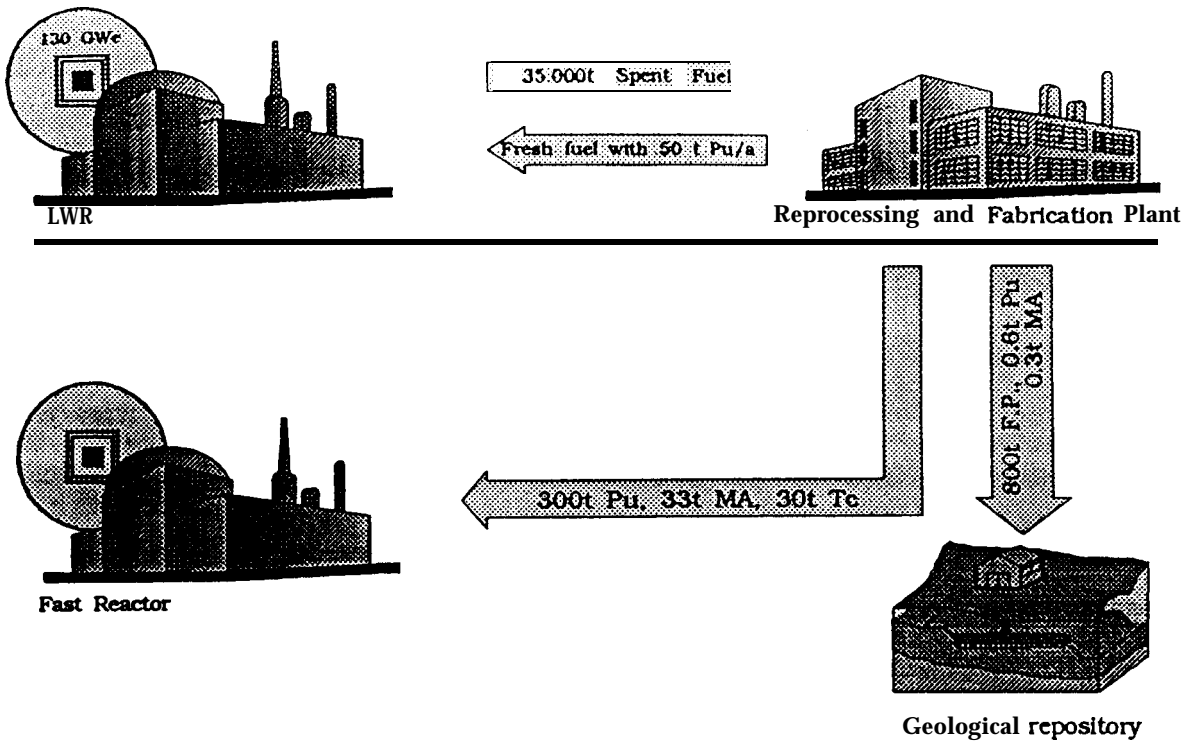 130 GWe
35.000t Spent Fuel
Fresh fuel with 50 t Pu/a
LWR
Reprocessing and Fabrication Plant
800t F.P., 0.6t Pu
0.3t MA
300t Pu, 33t MA, 30t Tc
Fast Reactor
Geological repository